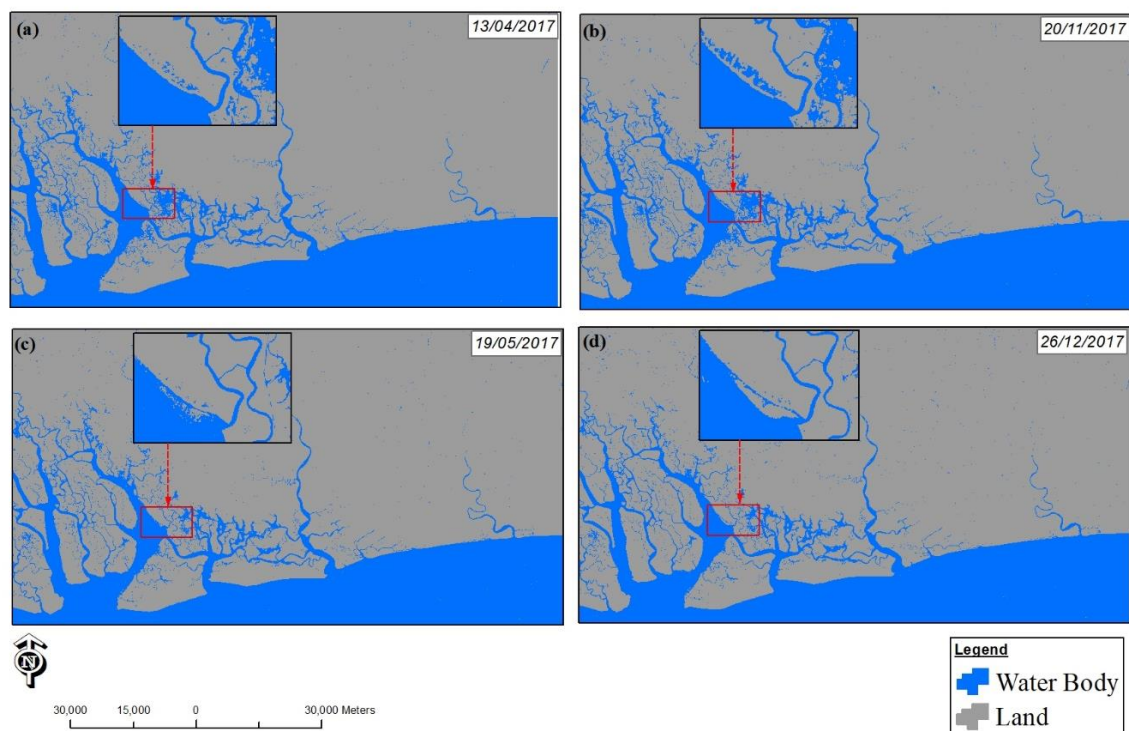 (a)
13/04/2017
(b)
20/11/2017
(c)
19/05/2017
(d)
26/12/2017
N
30,000 15,000 0 30,000 Meters
Legend
Water Body
Land